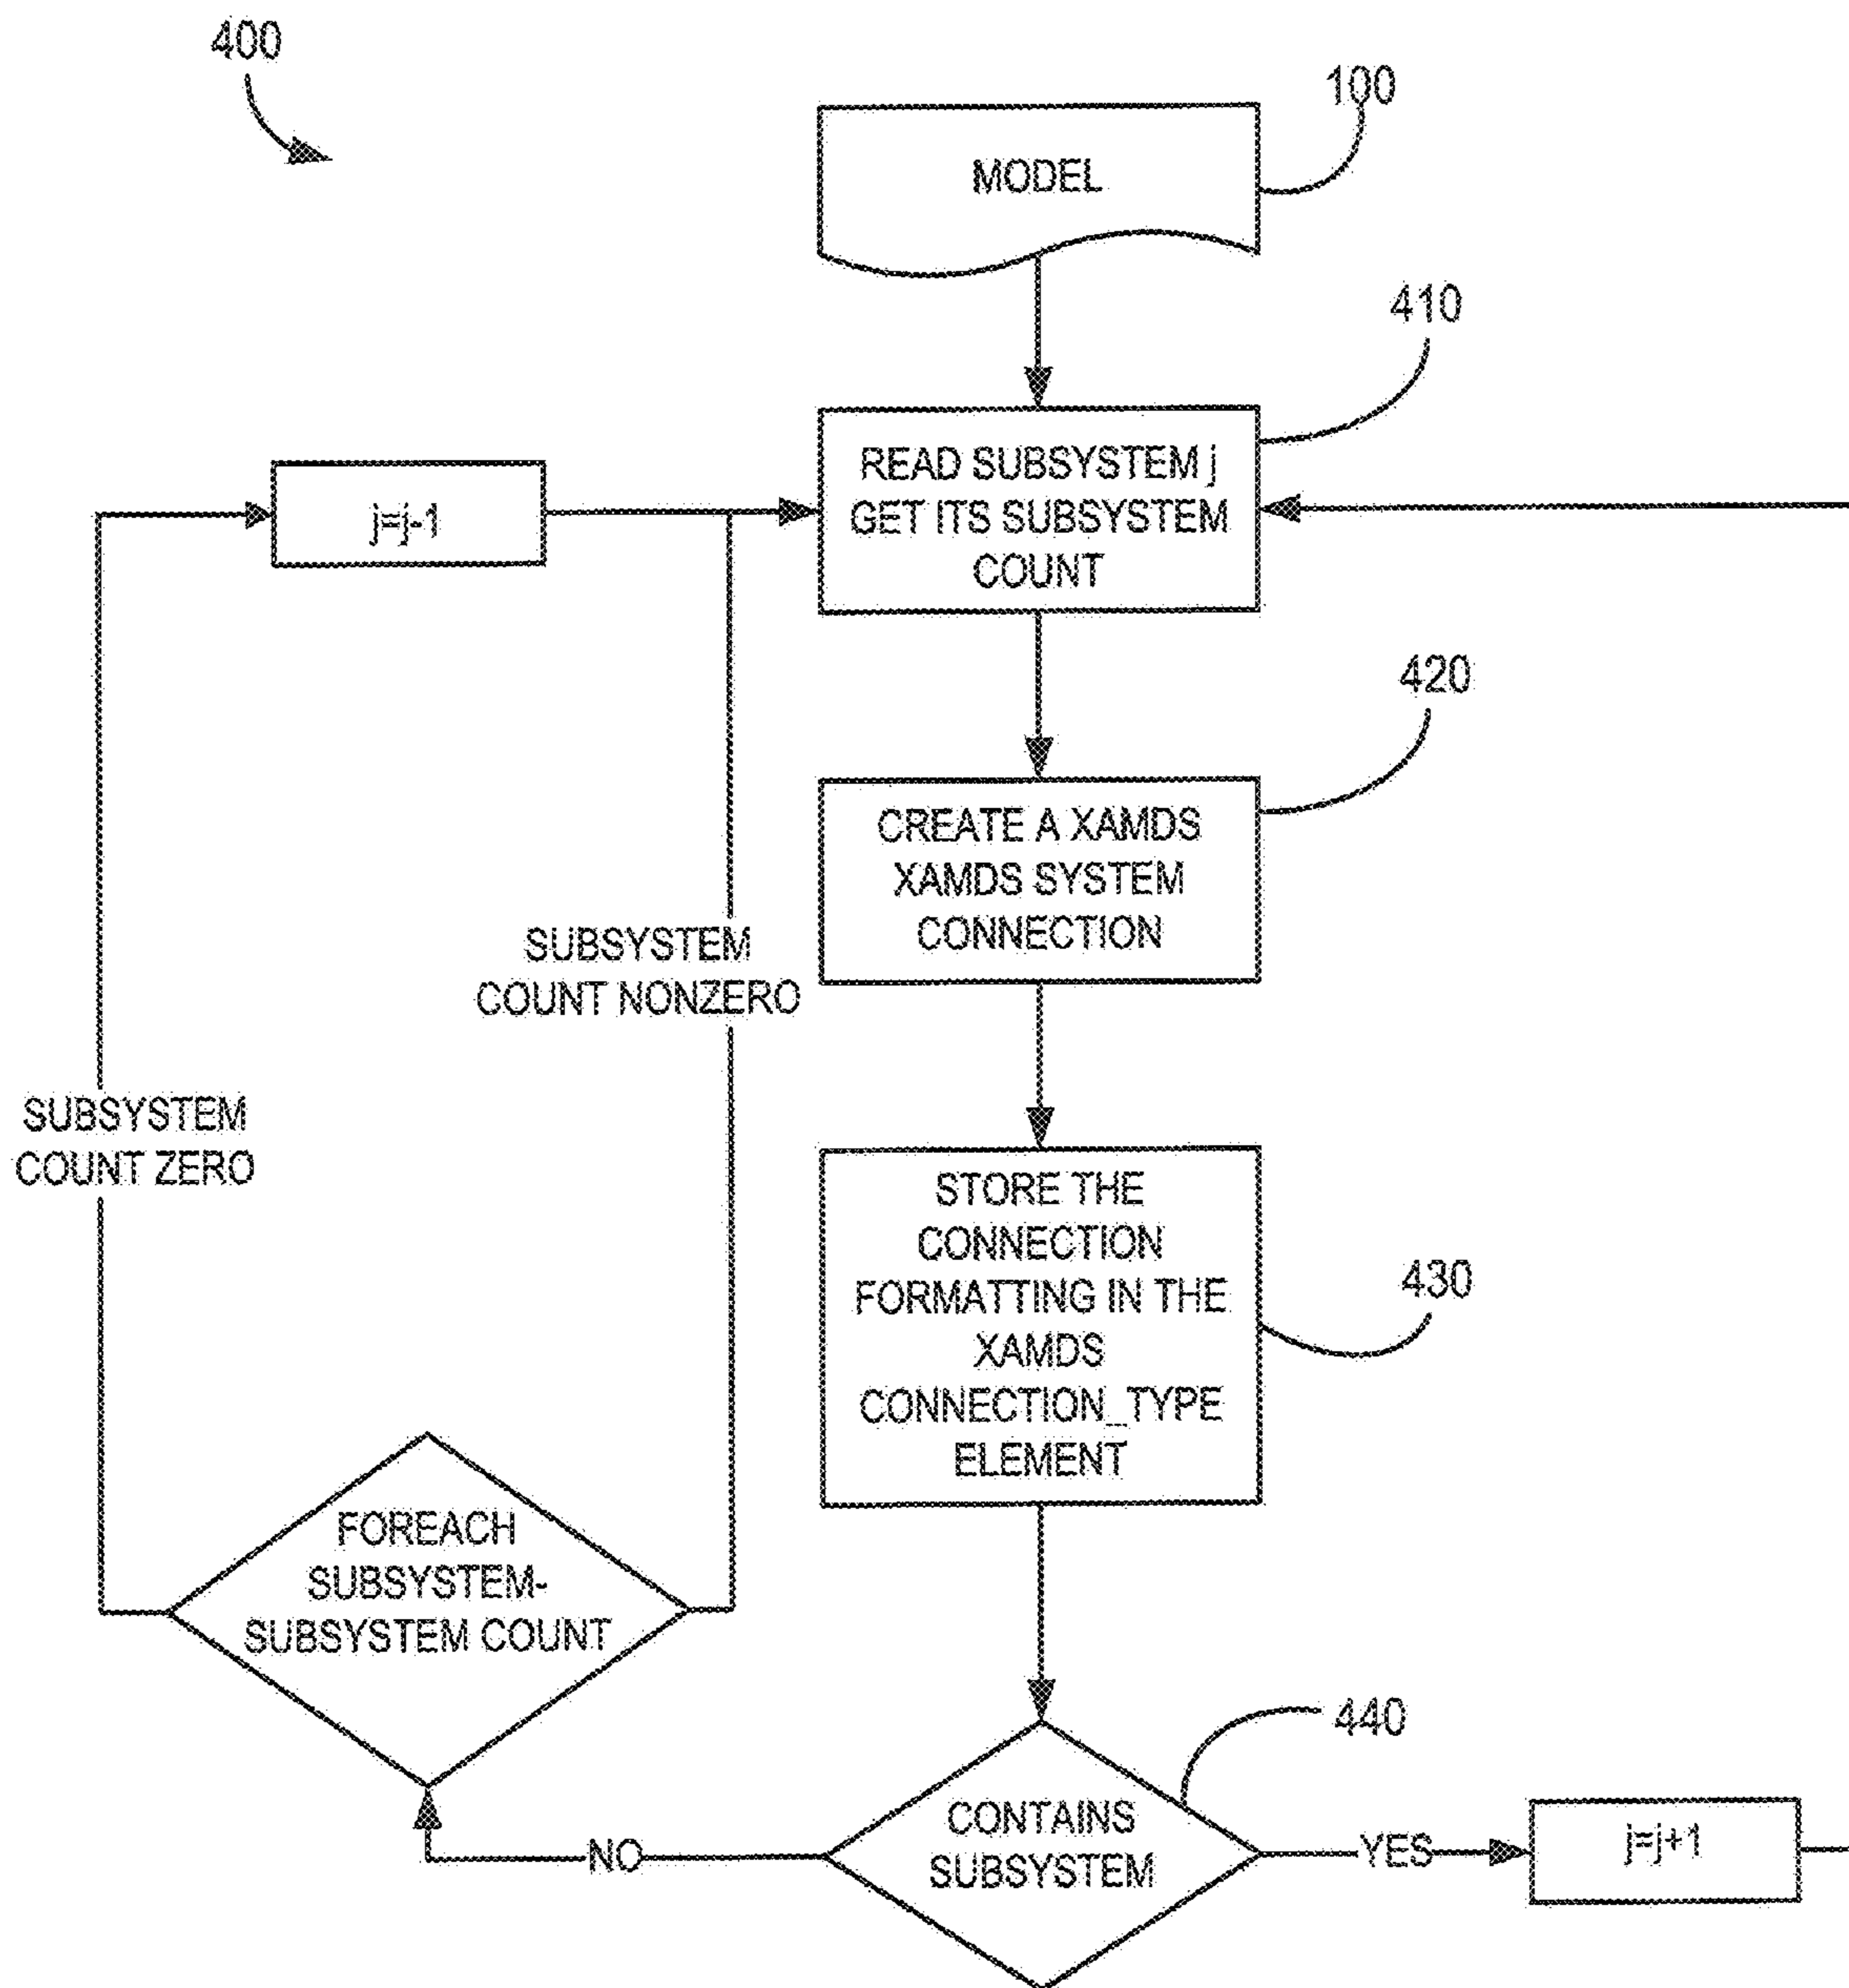 400
100
MODEL
410
READ SUBSYSTEM j
GET ITS SUBSYSTEM
COUNT
j=j-1
420
CREATE A XAMDS
XAMDS SYSTEM
CONNECTION
SUBSYSTEM
COUNT NONZERO
SUBSYSTEM
COUNT ZERO
STORE THE
CONNECTION
FORMATTING IN THE
XAMDS
CONNECTION_TYPE
ELEMENT
430
FOREACH
SUBSYSTEM-
SUBSYSTEM COUNT
440
CONTAINS
SUBSYSTEM
NO
YES
j=j+1